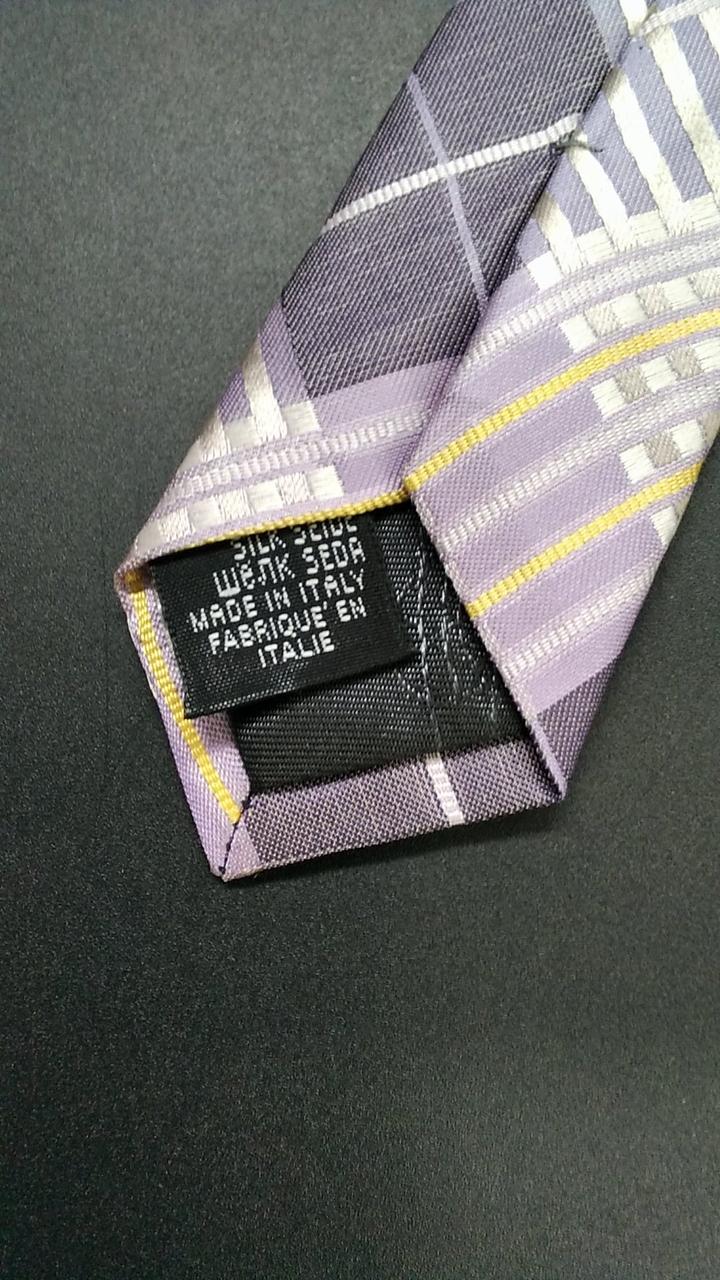 SILK SEIDE
ШЁЛК SEDA
MADE IN ITALY
FABRIQUE' EN
ITALIE